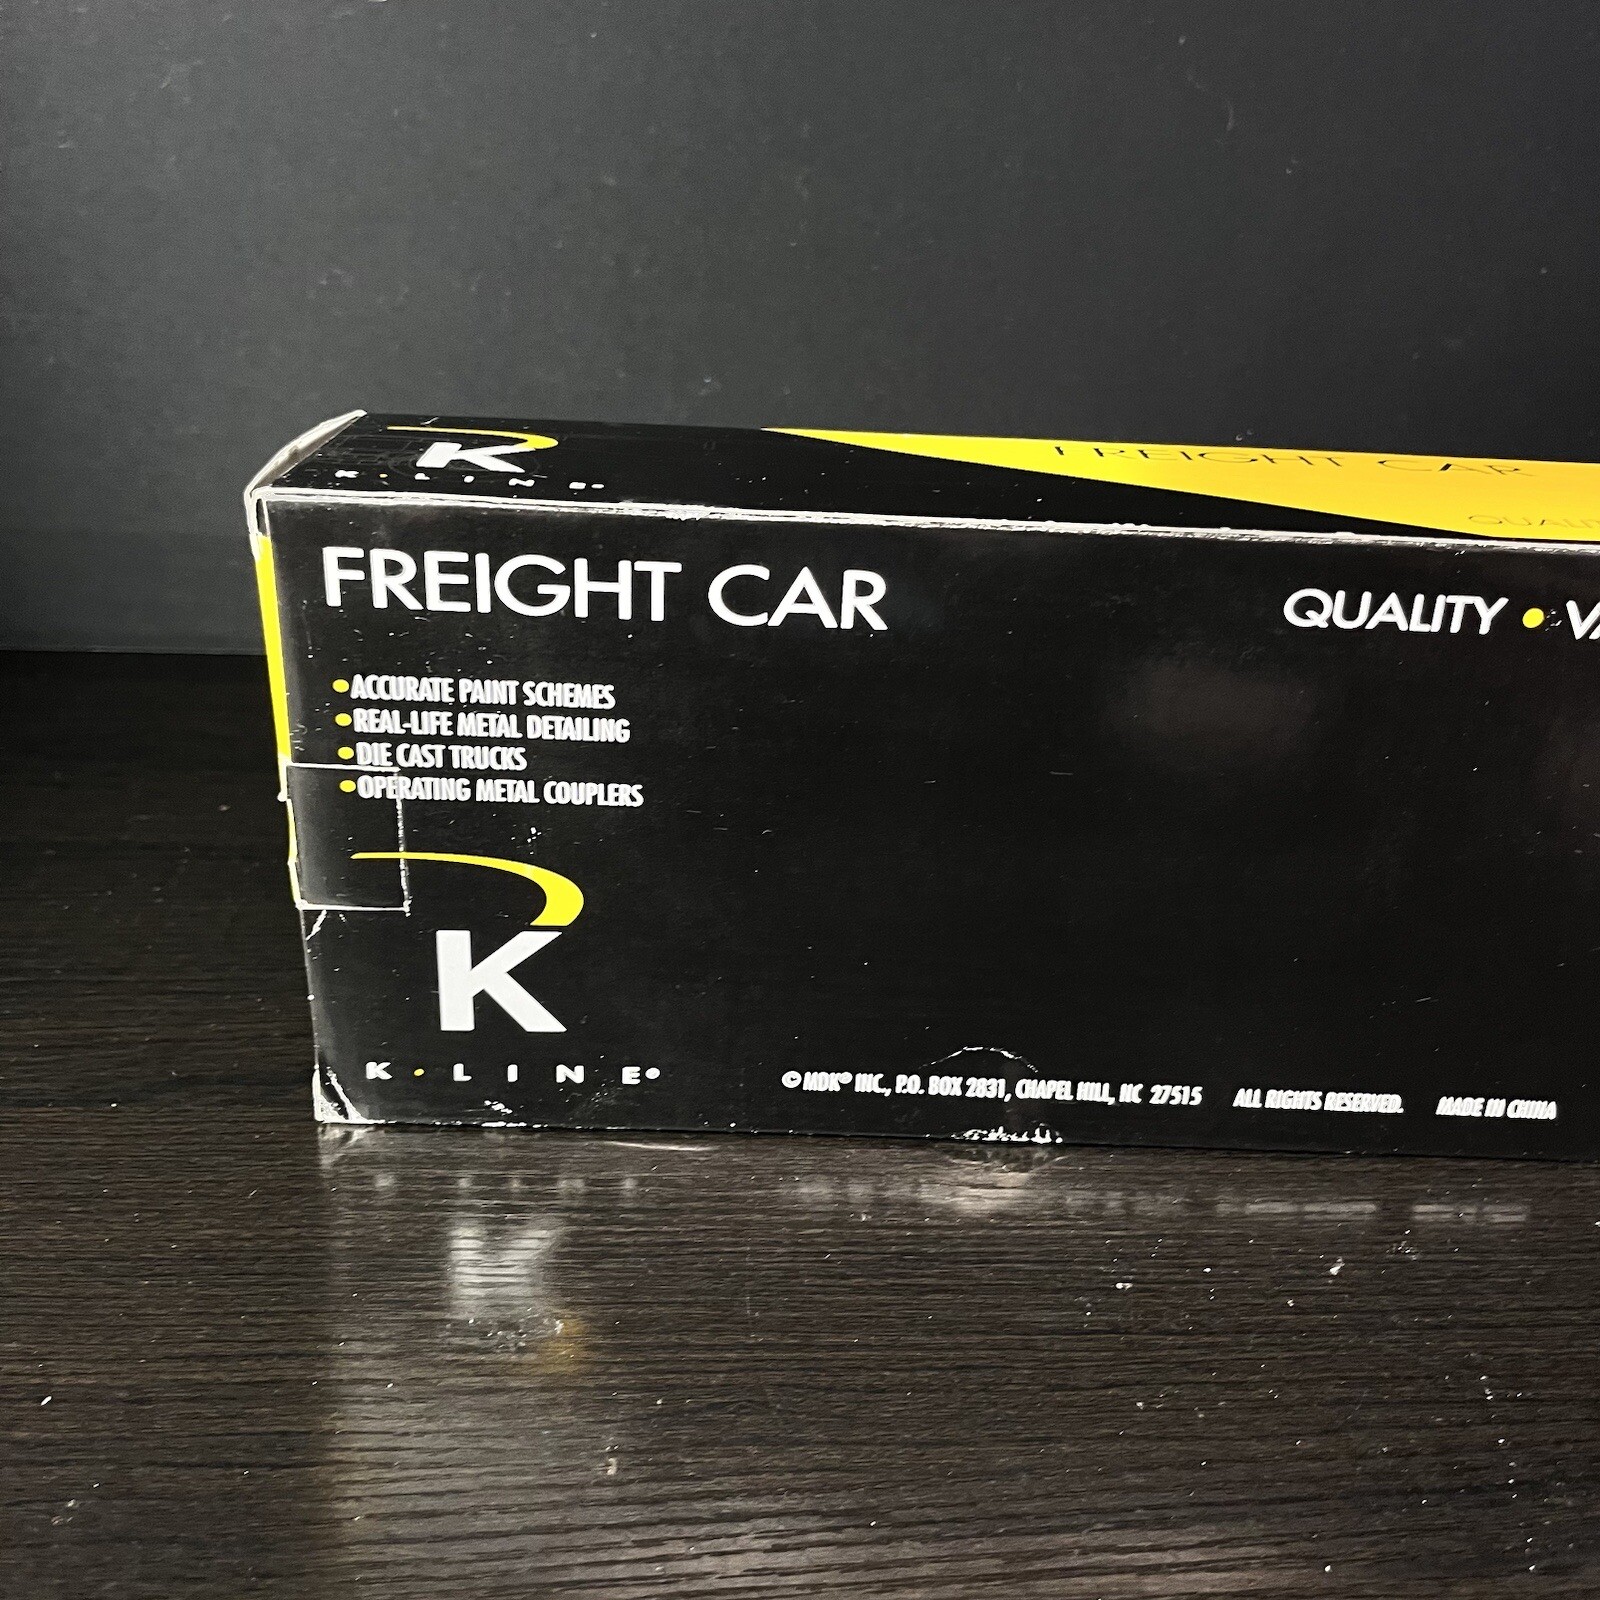 K
K·LINE®
FREIGHT CAR
FREIGHT CAR
QUALITY •
•ACCURATE PAINT SCHEMES
•REAL-LIFE METAL DETAILING
•DIE CAST TRUCKS
•OPERATING METAL COUPLERS
K
K·LINE®
© MDK® INC., P.O. BOX 2831, CHAPEL HILL, NC 27515 ALL RIGHTS RESERVED. MADE IN CHINA